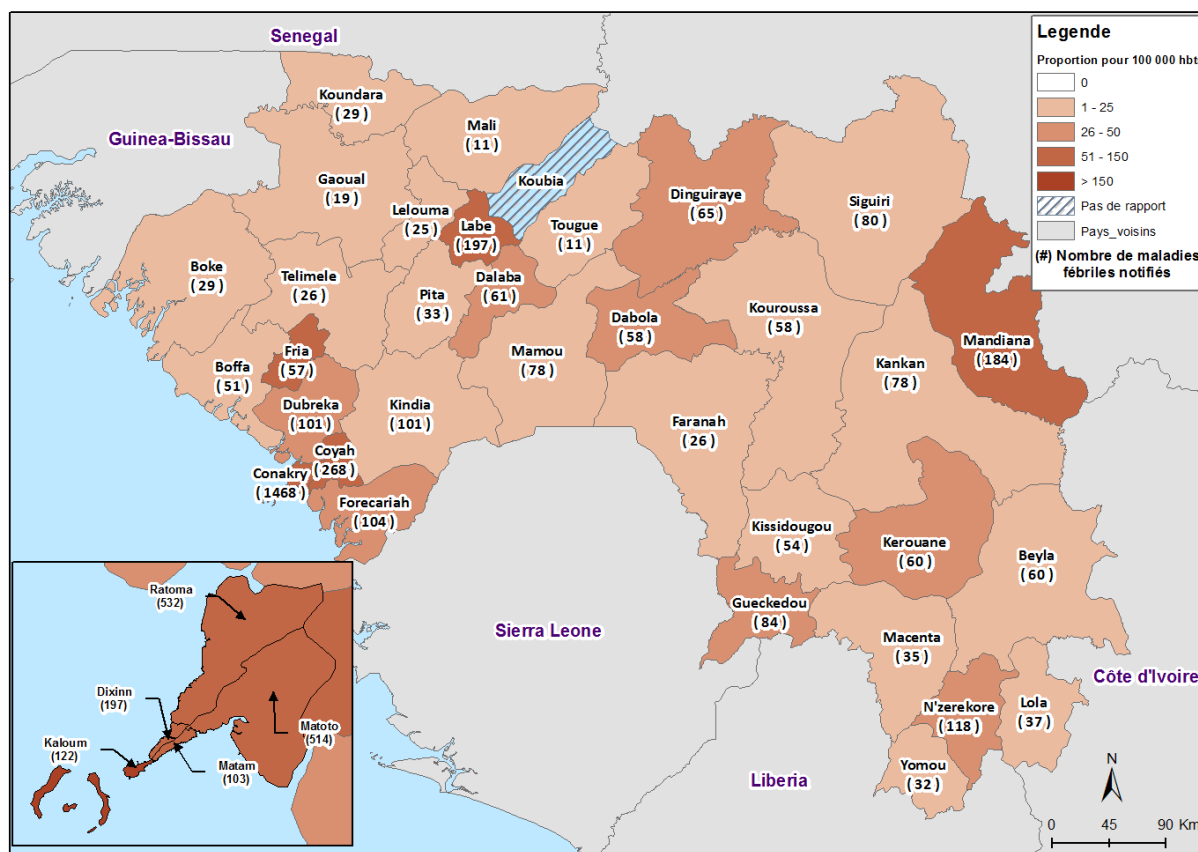 Senegal
Guinea-Bissau
Koundara
( 29 )
Mali
( 11 )
Koubia
Gaoual
( 19 )
Lelouma
( 25 )
Labe
( 197 )
Tougue
( 11 )
Dinguiraye
( 65 )
Siguiri
( 80 )
Boke
( 29 )
Telimele
( 26 )
Pita
( 33 )
Dalaba
( 61 )
Dabola
( 58 )
Kouroussa
( 58 )
Mandiana
( 184 )
Boffa
( 51 )
Fria
( 57 )
Mamou
( 78 )
Kankan
( 78 )
Dubreka
( 101 )
Kindia
( 101 )
Faranah
( 26 )
Coyah
( 268 )
Conakry
( 1468 )
Forecariah
( 104 )
Kissidougou
( 54 )
Kerouane
( 60 )
Beyla
( 60 )
Gueckedou
( 84 )
Macenta
( 35 )
Sierra Leone
Côte d'Ivoire
N'zerekore
( 118 )
Lola
( 37 )
Yomou
( 32 )
Liberia
Legende
Proportion pour 100 000 hbts
0
1 - 25
26 - 50
51 - 150
> 150
Pas de rapport
Pays_voisins
(#) Nombre de maladies
fébriles notifiés
Ratoma
(532)
Dixinn
(197)
Kaloum
(122)
Matam
(103)
Matoto
(514)
N
0 45 90 Km